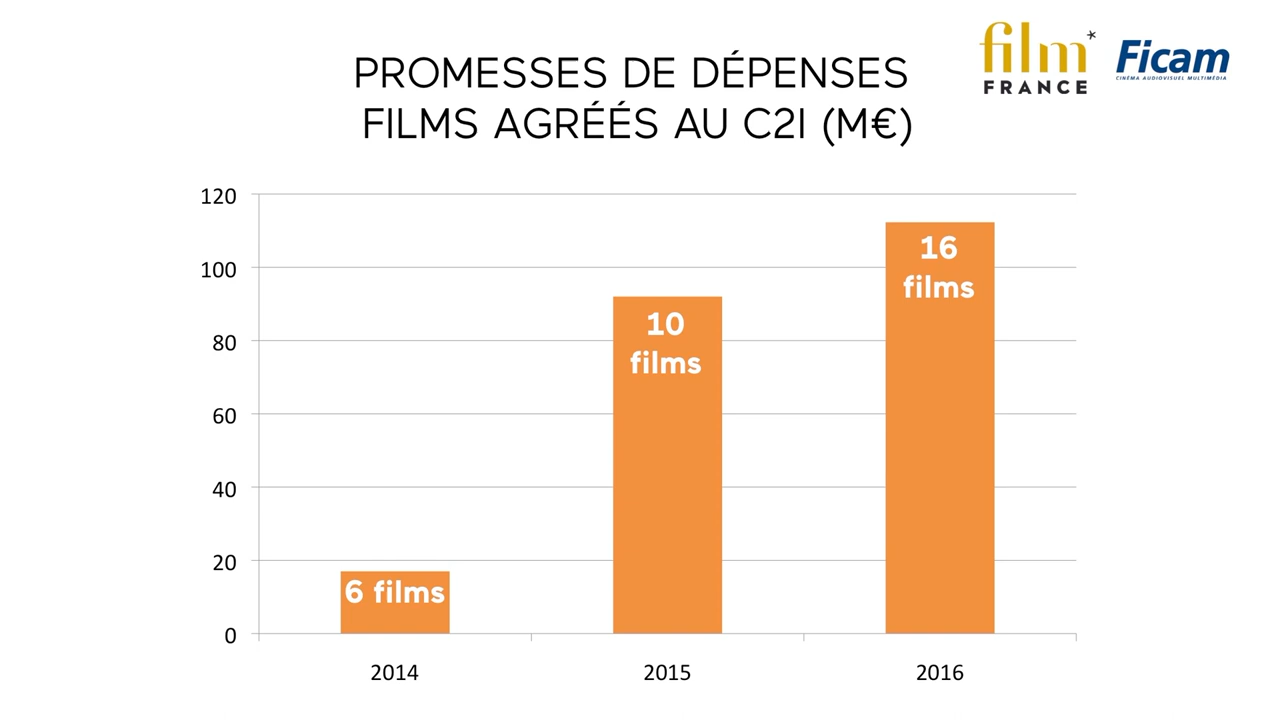 PROMESSES DE DÉPENSES
FILMS AGRÉÉS AU C2I (M€)
film*
FRANCE
Ficam
CINÉMA AUDIOVISUEL MULTIMÉDIA
120
100
80
60
40
20
0
6 films
10
films
16
films
2014
2015
2016